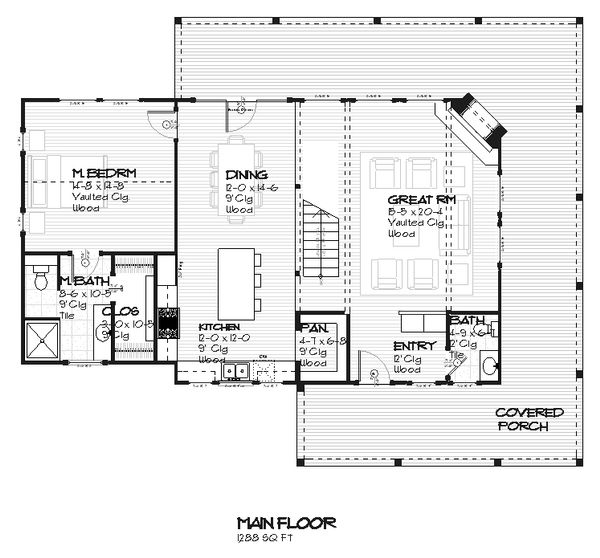 M. BEDRM
14-8 x 14-8
Vaulted Clg
Wood
DINING
12-0 x 14-6
9' Clg
Wood
GREAT RM
15-5 x 20-4
Vaulted Clg
Wood
M. BATH
8-6 x 10-5
9' Clg
Tile
CLOS
10-5
9' Clg
Wood
KITCHEN
12-0 x 12-0
9' Clg
Wood
PAN.
4-7 x 6-8
9' Clg
Wood
ENTRY
12' Clg
Wood
BATH
4-9 x 6-
12' Clg
Tile
COVERED
PORCH
MAIN FLOOR
1288 SQ FT